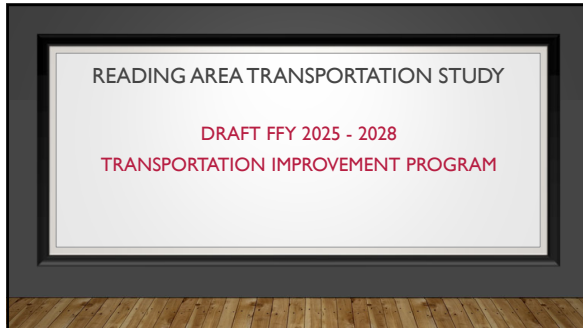 READING AREA TRANSPORTATION STUDY
DRAFT FFY 2025 - 2028
TRANSPORTATION IMPROVEMENT PROGRAM